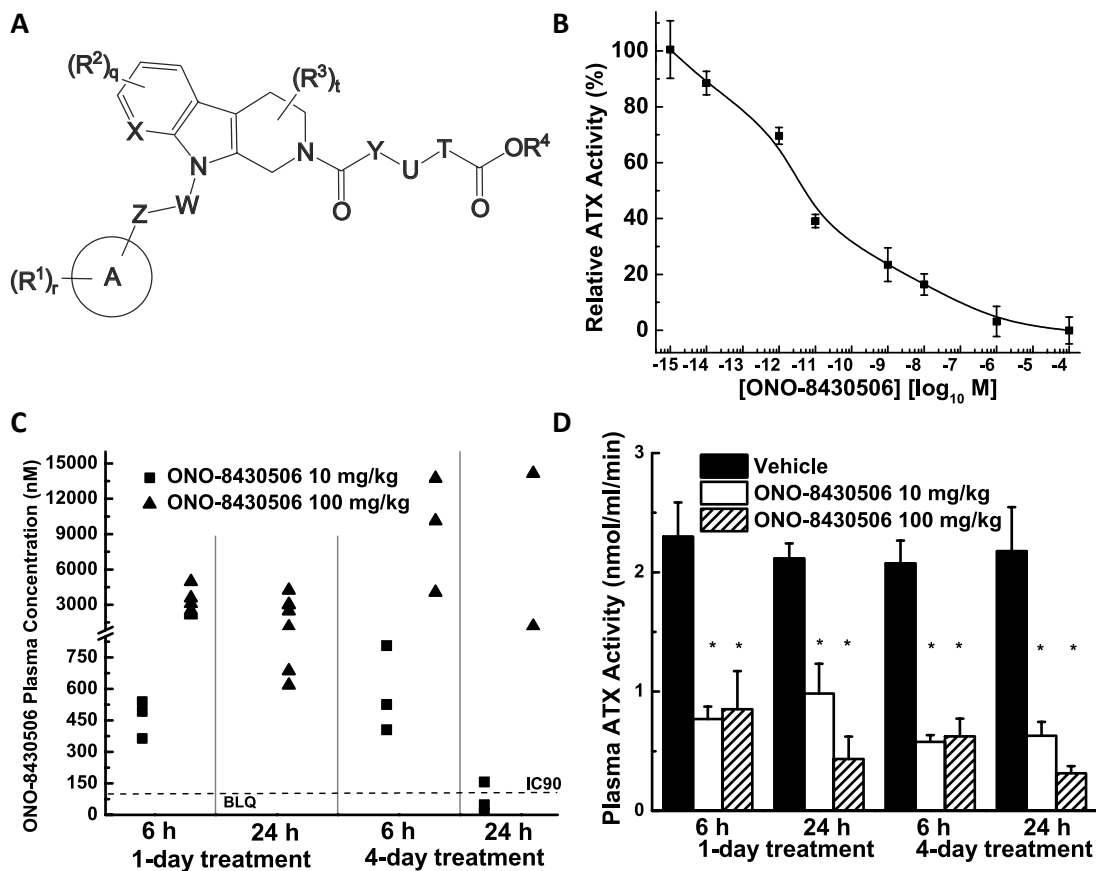 A
(R²)q
(R³)t
X
N
N
Y
U
T
OR⁴
O
O
W
Z
A
(R¹)r
B
Relative ATX Activity (%)
100
80
60
40
20
0
-15 -14 -13 -12 -11 -10 -9 -8 -7 -6 -5 -4
[ONO-8430506] [log₁₀ M]
C
ONO-8430506 Plasma Concentration (nM)
15000
12000
9000
6000
3000
750
600
450
300
150
0
ONO-8430506 10 mg/kg
ONO-8430506 100 mg/kg
IC90
BLQ
6 h 24 h 6 h 24 h
1-day treatment 4-day treatment
D
Plasma ATX Activity (nmol/ml/min)
3
2
1
0
Vehicle
ONO-8430506 10 mg/kg
ONO-8430506 100 mg/kg
* * * * * * * *
6 h 24 h 6 h 24 h
1-day treatment 4-day treatment